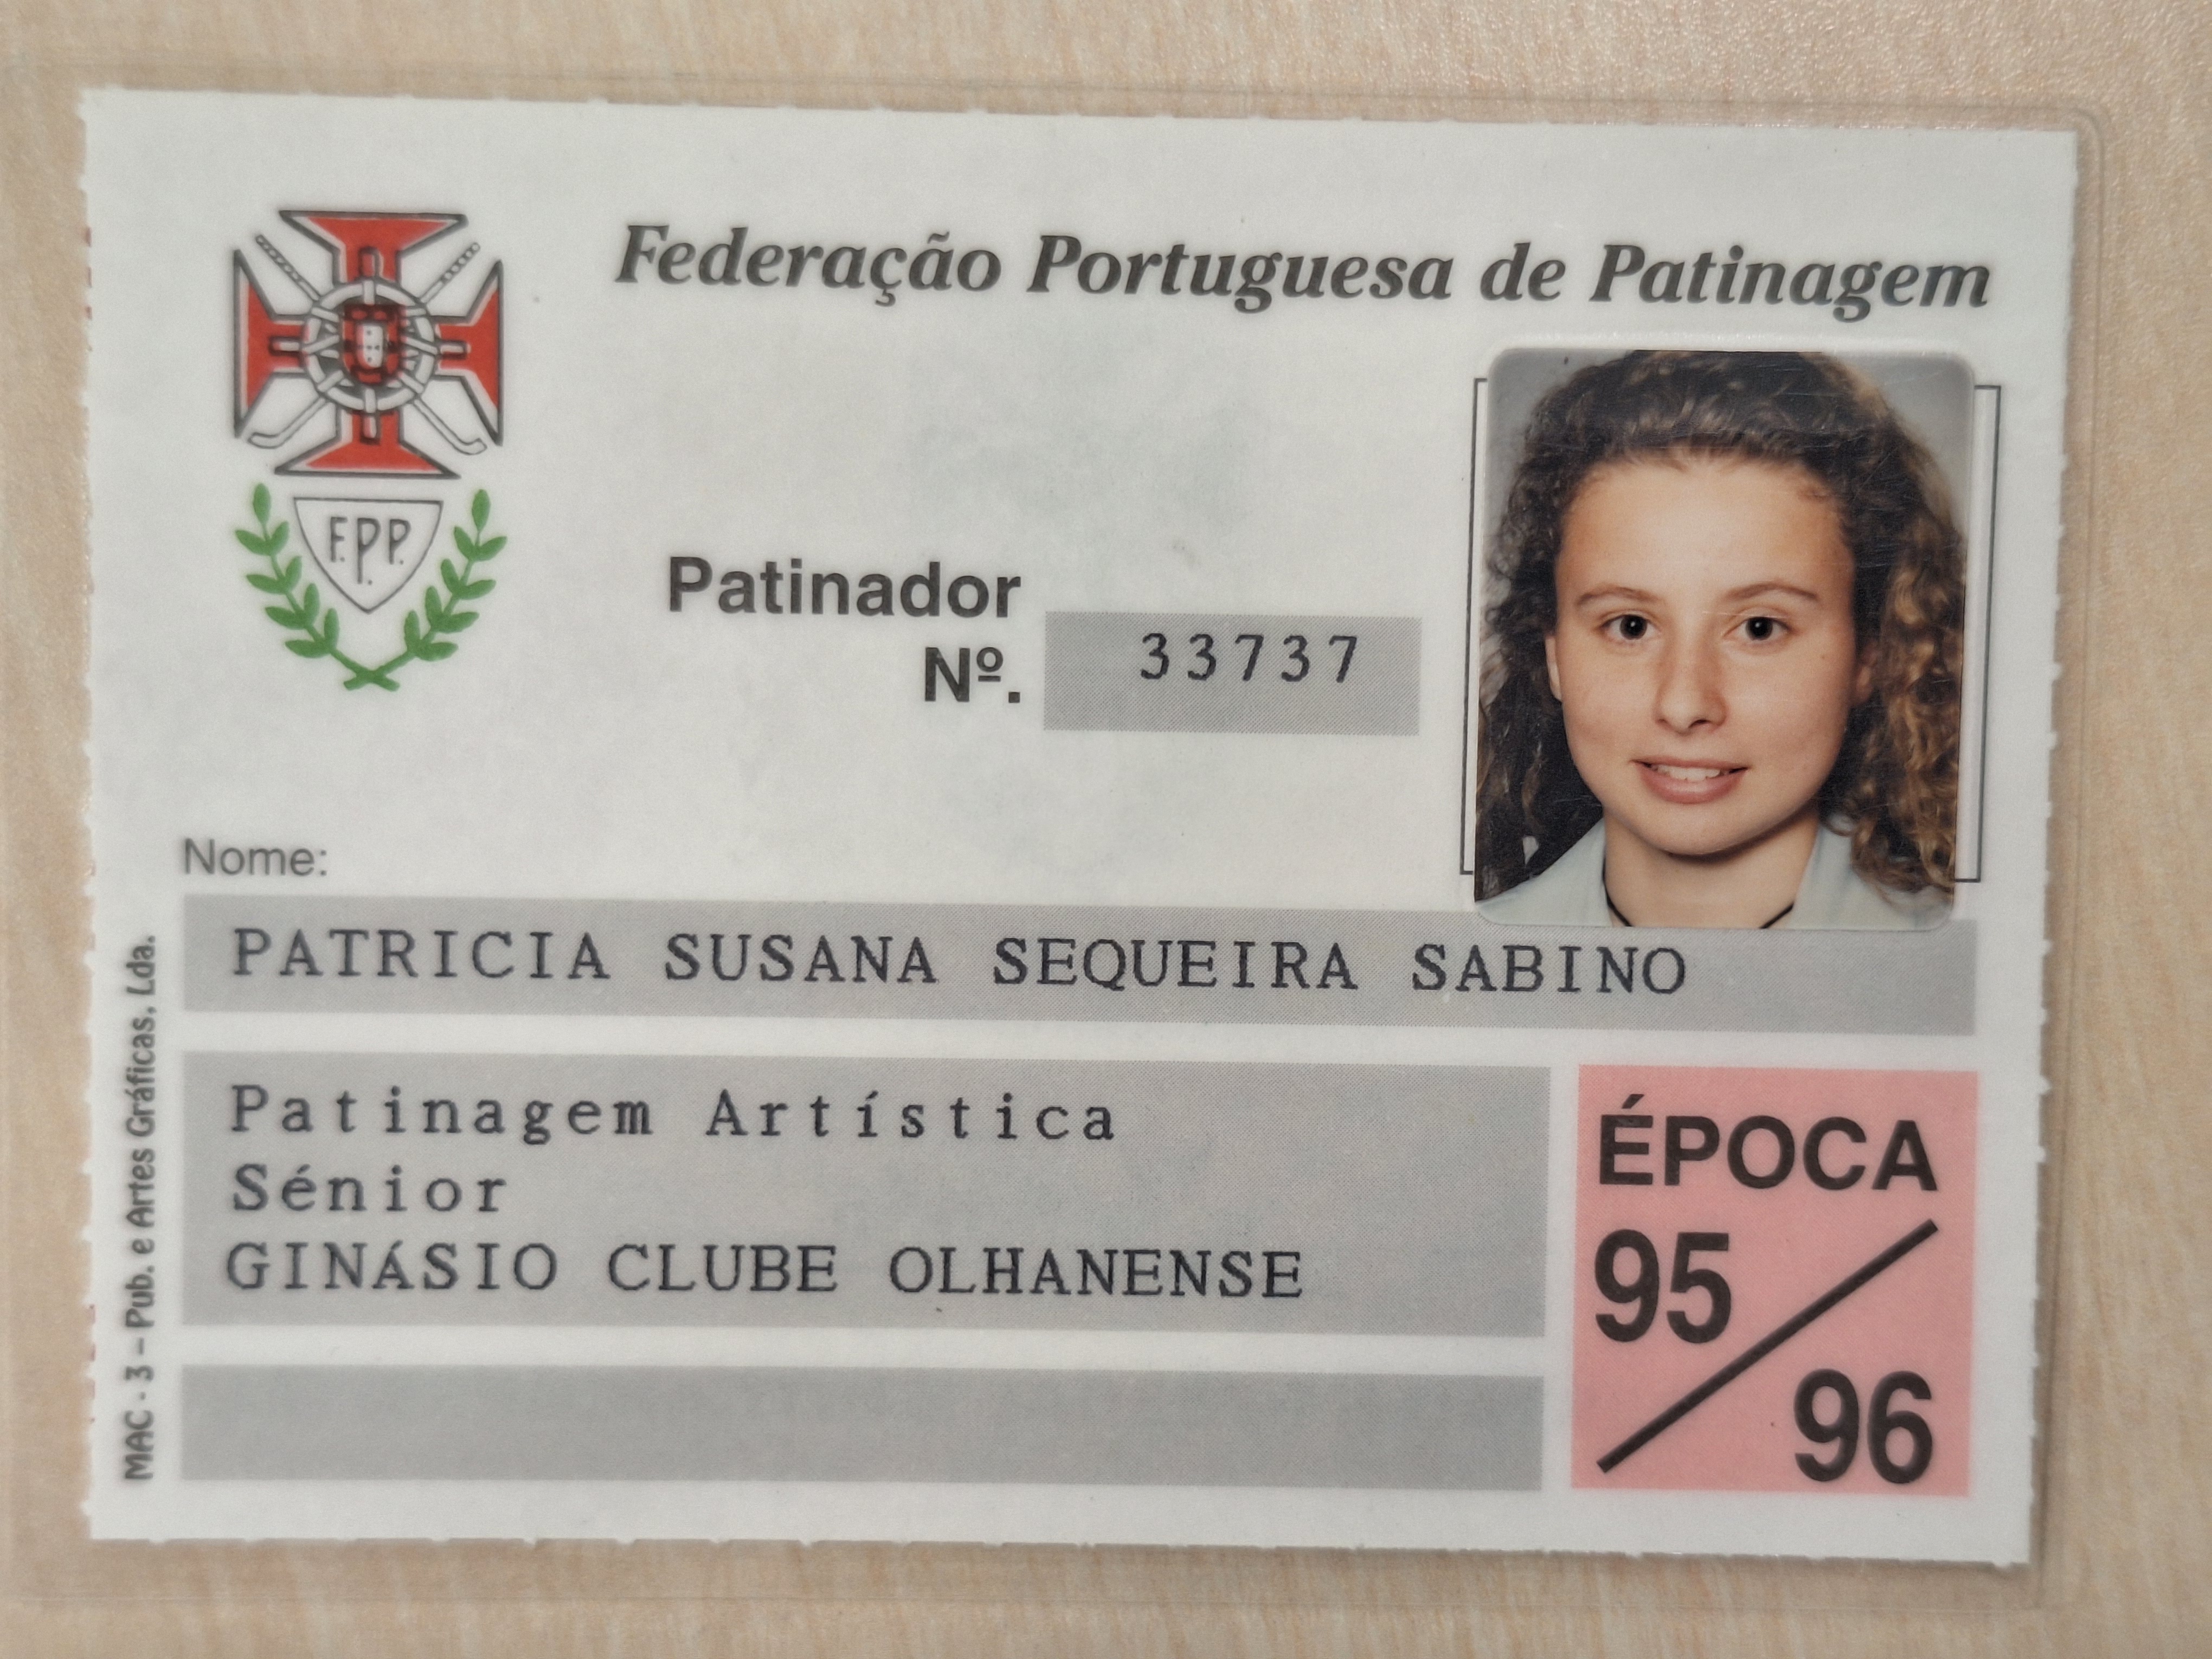 Federação Portuguesa de Patinagem
F.P.P.
Patinador
Nº. 33737
Nome:
PATRICIA SUSANA SEQUEIRA SABINO
Patinagem Artística
Sénior
GINÁSIO CLUBE OLHANENSE
ÉPOCA
95/96
MAC - 3 – Pub. e Artes Gráficas, Lda.